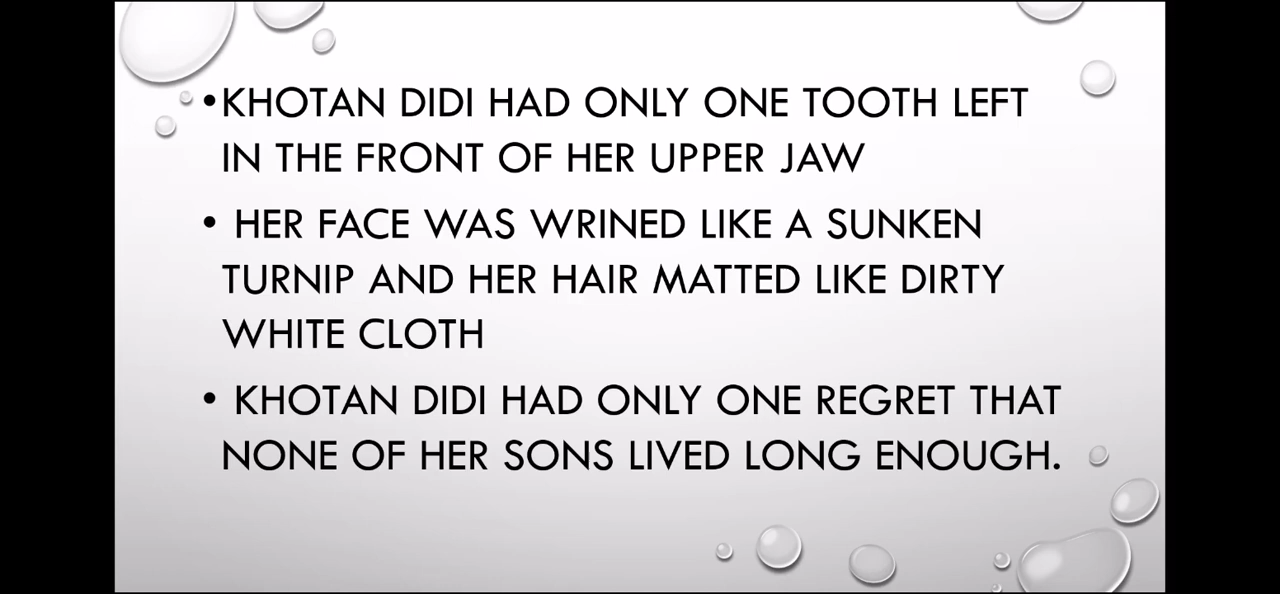 •KHOTAN DIDI HAD ONLY ONE TOOTH LEFT
IN THE FRONT OF HER UPPER JAW
• HER FACE WAS WRINED LIKE A SUNKEN
TURNIP AND HER HAIR MATTED LIKE DIRTY
WHITE CLOTH
• KHOTAN DIDI HAD ONLY ONE REGRET THAT
NONE OF HER SONS LIVED LONG ENOUGH.